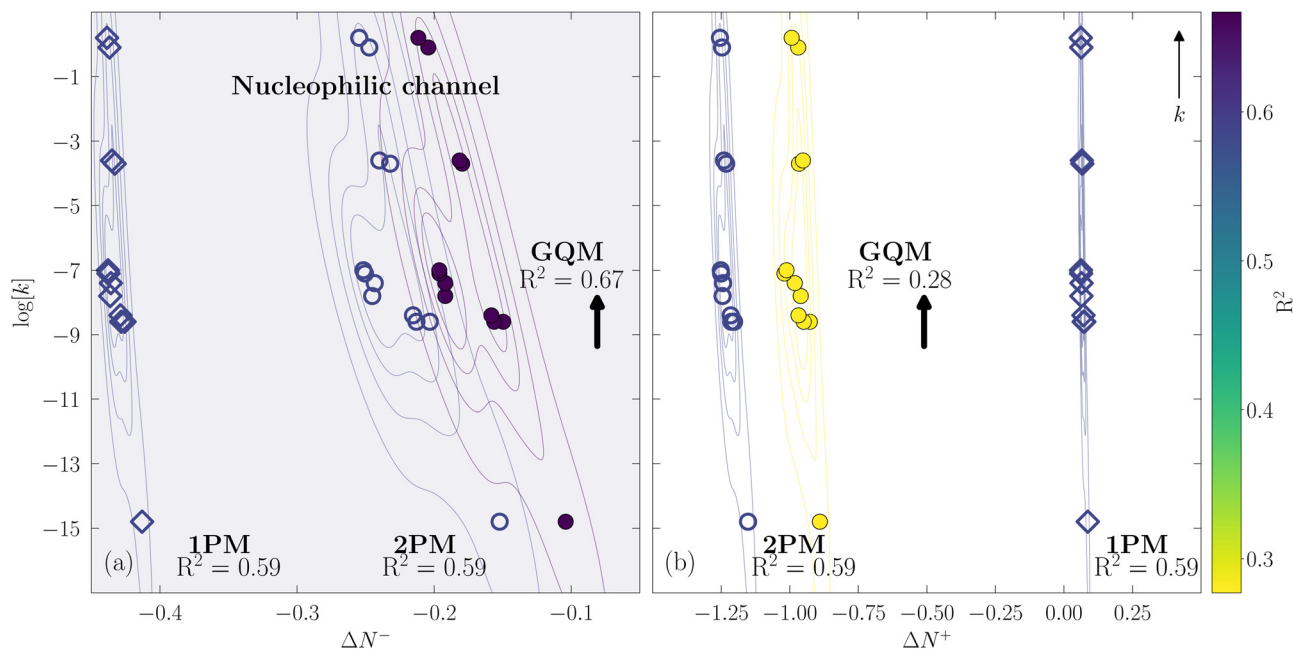 Nucleophilic channel
GQM
R² = 0.67
1PM
R² = 0.59
2PM
R² = 0.59
(a)
log[k]
−1
−3
−5
−7
−9
−11
−13
−15
−0.4
−0.3
−0.2
−0.1
ΔN⁻
k
GQM
R² = 0.28
2PM
R² = 0.59
1PM
R² = 0.59
(b)
−1.25
−1.00
−0.75
−0.50
−0.25
0.00
0.25
ΔN⁺
0.6
0.5
0.4
0.3
R²